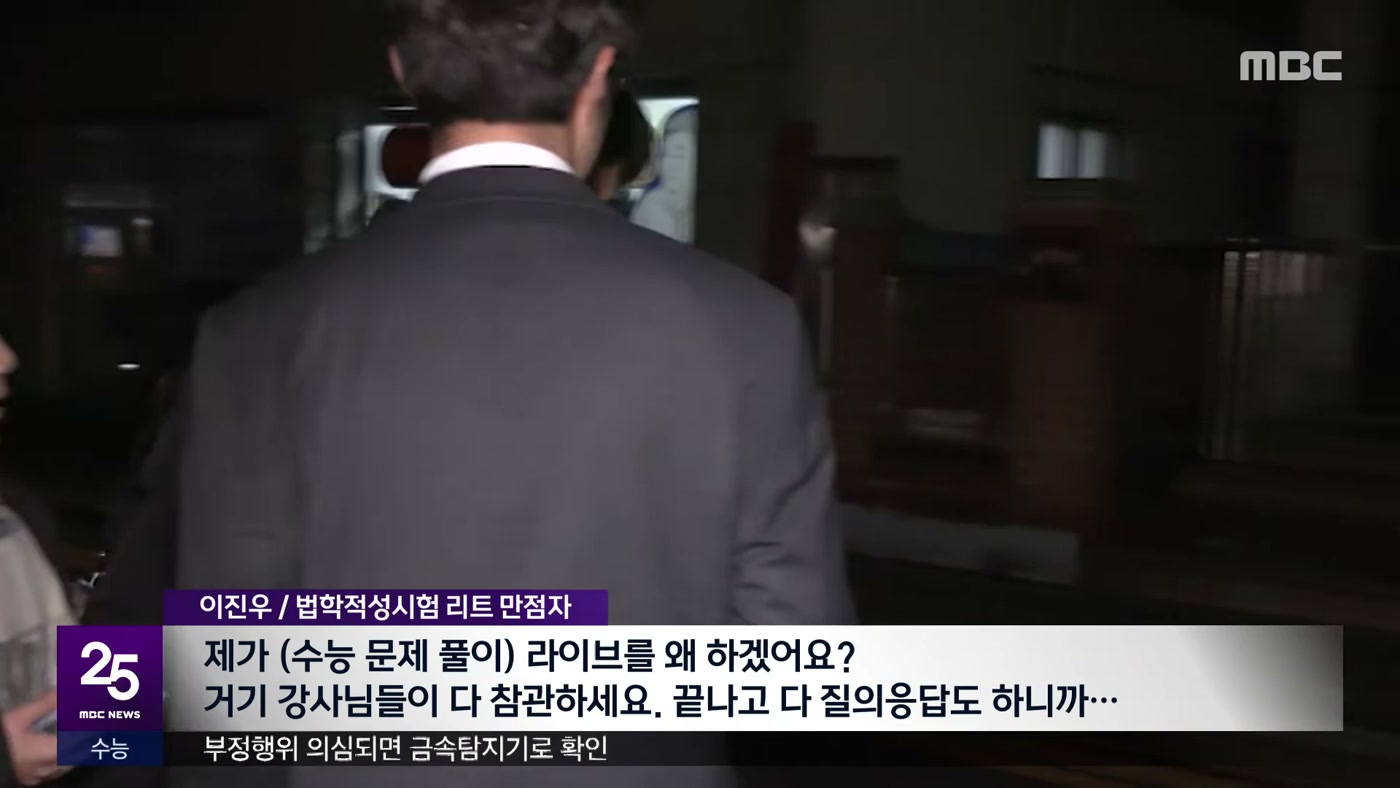 MBC
이진우 / 법학적성시험 리트 만점자
25
MBC NEWS
제가 (수능 문제 풀이) 라이브를 왜 하겠어요?
거기 강사님들이 다 참관하세요. 끝나고 다 질의응답도 하니까…
수능
부정행위 의심되면 금속탐지기로 확인